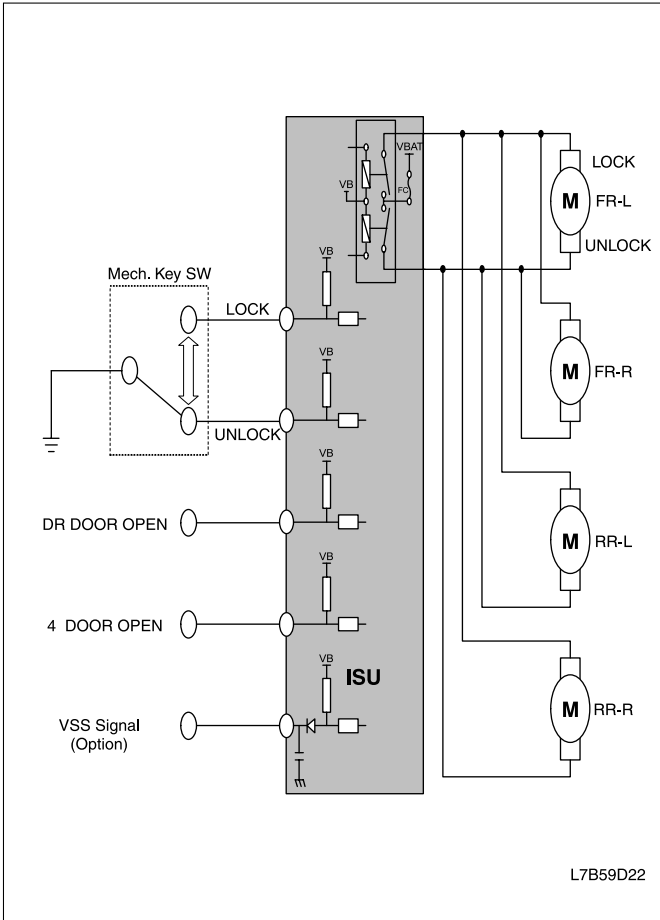 VBAT
LOCK
VB
FC
M
FR-L
UNLOCK
VB
Mech. Key SW
LOCK
VB
M
FR-R
UNLOCK
VB
DR DOOR OPEN
M
RR-L
VB
4 DOOR OPEN
VB
ISU
M
RR-R
VSS Signal
(Option)
L7B59D22